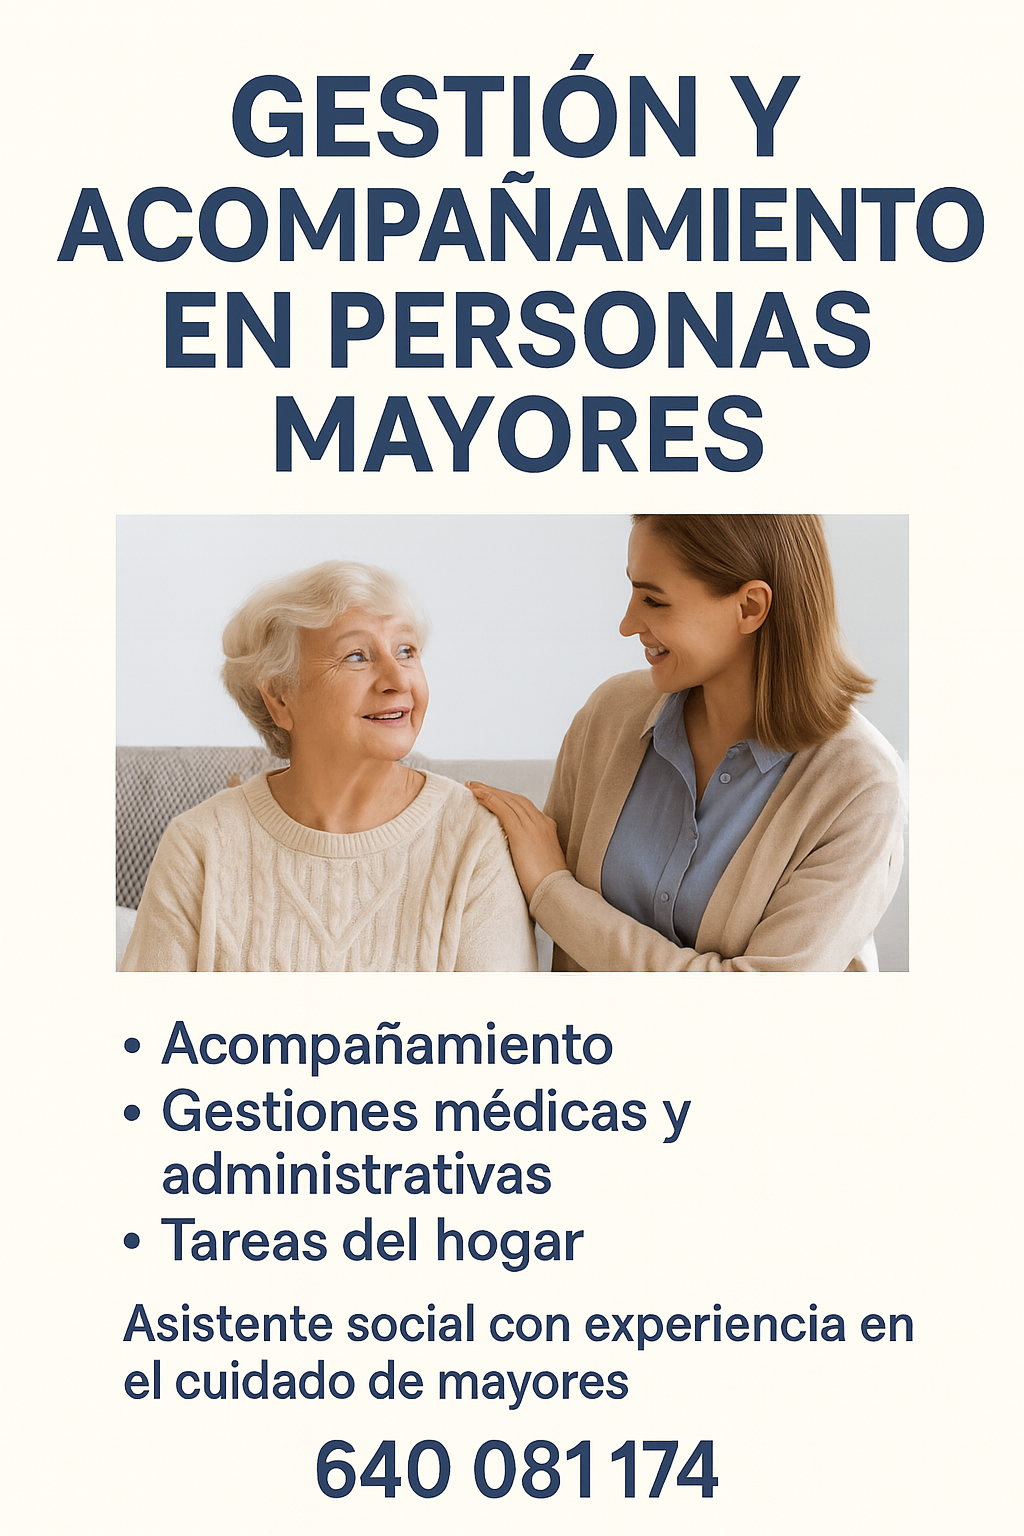 GESTIÓN Y
ACOMPAÑAMIENTO
EN PERSONAS
MAYORES
• Acompañamiento
• Gestiones médicas y
administrativas
• Tareas del hogar
Asistente social con experiencia en
el cuidado de mayores
640 081 174